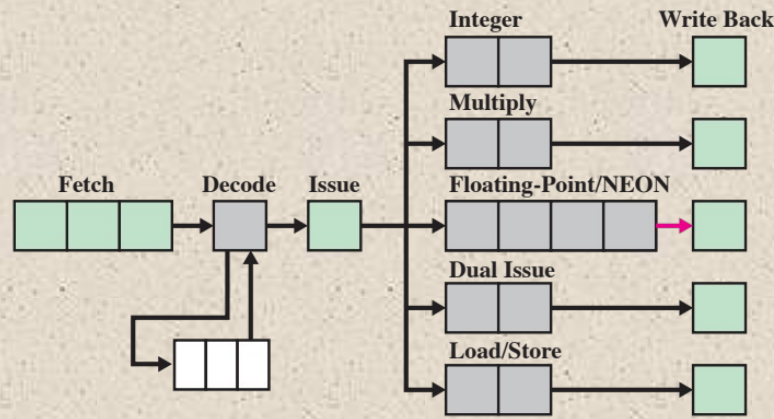 Integer
Write Back
Multiply
Fetch
Decode
Issue
Floating-Point/NEON
Dual Issue
Load/Store